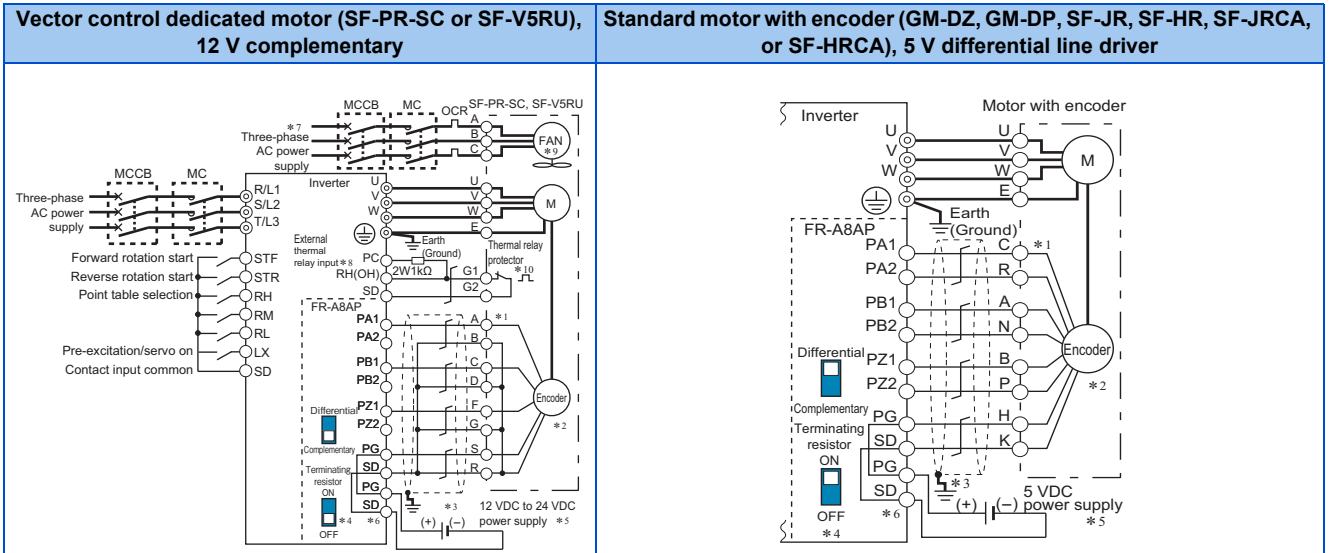 Vector control dedicated motor (SF-PR-SC or SF-V5RU),
12 V complementary
Standard motor with encoder (GM-DZ, GM-DP, SF-JR, SF-HR, SF-JRCA,
or SF-HRCA), 5 V differential line driver
MCCB
MC
OCR
SF-PR-SC, SF-V5RU
*7
Three-phase
AC power
supply
A
B
C
FAN
*9
MCCB
MC
Three-phase
AC power
supply
R/L1
S/L2
T/L3
Inverter
U
V
W
U
V
W
E
M
Earth
(Ground)
External
thermal
relay input *8
PC
RH(OH)
SD
2W1kΩ
G1
G2
Thermal relay
protector
*10
Forward rotation start
STF
Reverse rotation start
STR
Point table selection
RH
RM
RL
Pre-excitation/servo on
LX
Contact input common
SD
FR-A8AP
PA1
PA2
PB1
PB2
PZ1
PZ2
PG
SD
PG
SD
A
*1
B
C
D
F
G
S
R
Encoder
*2
Differential
Complementary
Terminating
resistor
ON
OFF
*4
*6
*3
(+)
(−)
12 VDC to 24 VDC
power supply *5
Inverter
Motor with encoder
U
V
W
U
V
W
E
M
Earth
(Ground)
FR-A8AP
PA1
PA2
PB1
PB2
PZ1
PZ2
PG
SD
PG
SD
C
*1
R
A
N
B
P
H
K
Encoder
*2
Differential
Complementary
Terminating
resistor
ON
OFF
*4
*6
*3
(+)
(−)
5 VDC
power supply
*5